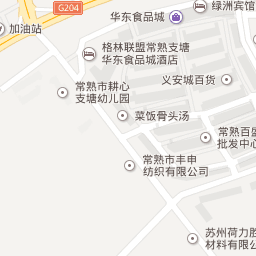 G204
绿洲宾馆
华东食品城
加油站
格林联盟常熟支塘
华东食品城酒店
义安城百货
常熟市耕心
支塘幼儿园
菜饭骨头汤
常熟百盛
批发中心
常熟市丰申
纺织有限公司
苏州荷力胜
材料有限公